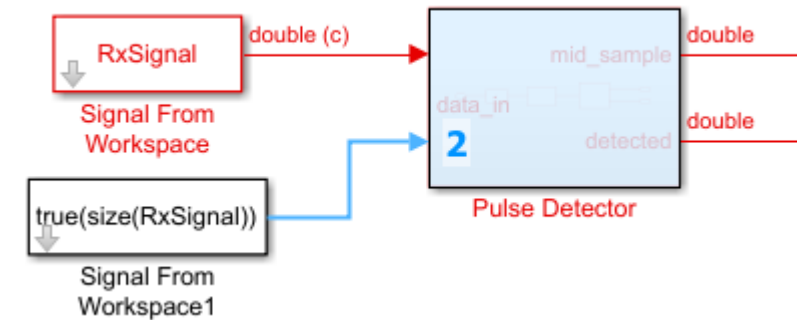 RxSignal
double (c)
Signal From
Workspace
mid_sample
double
data_in
2
detected
double
Pulse Detector
true(size(RxSignal))
Signal From
Workspace1